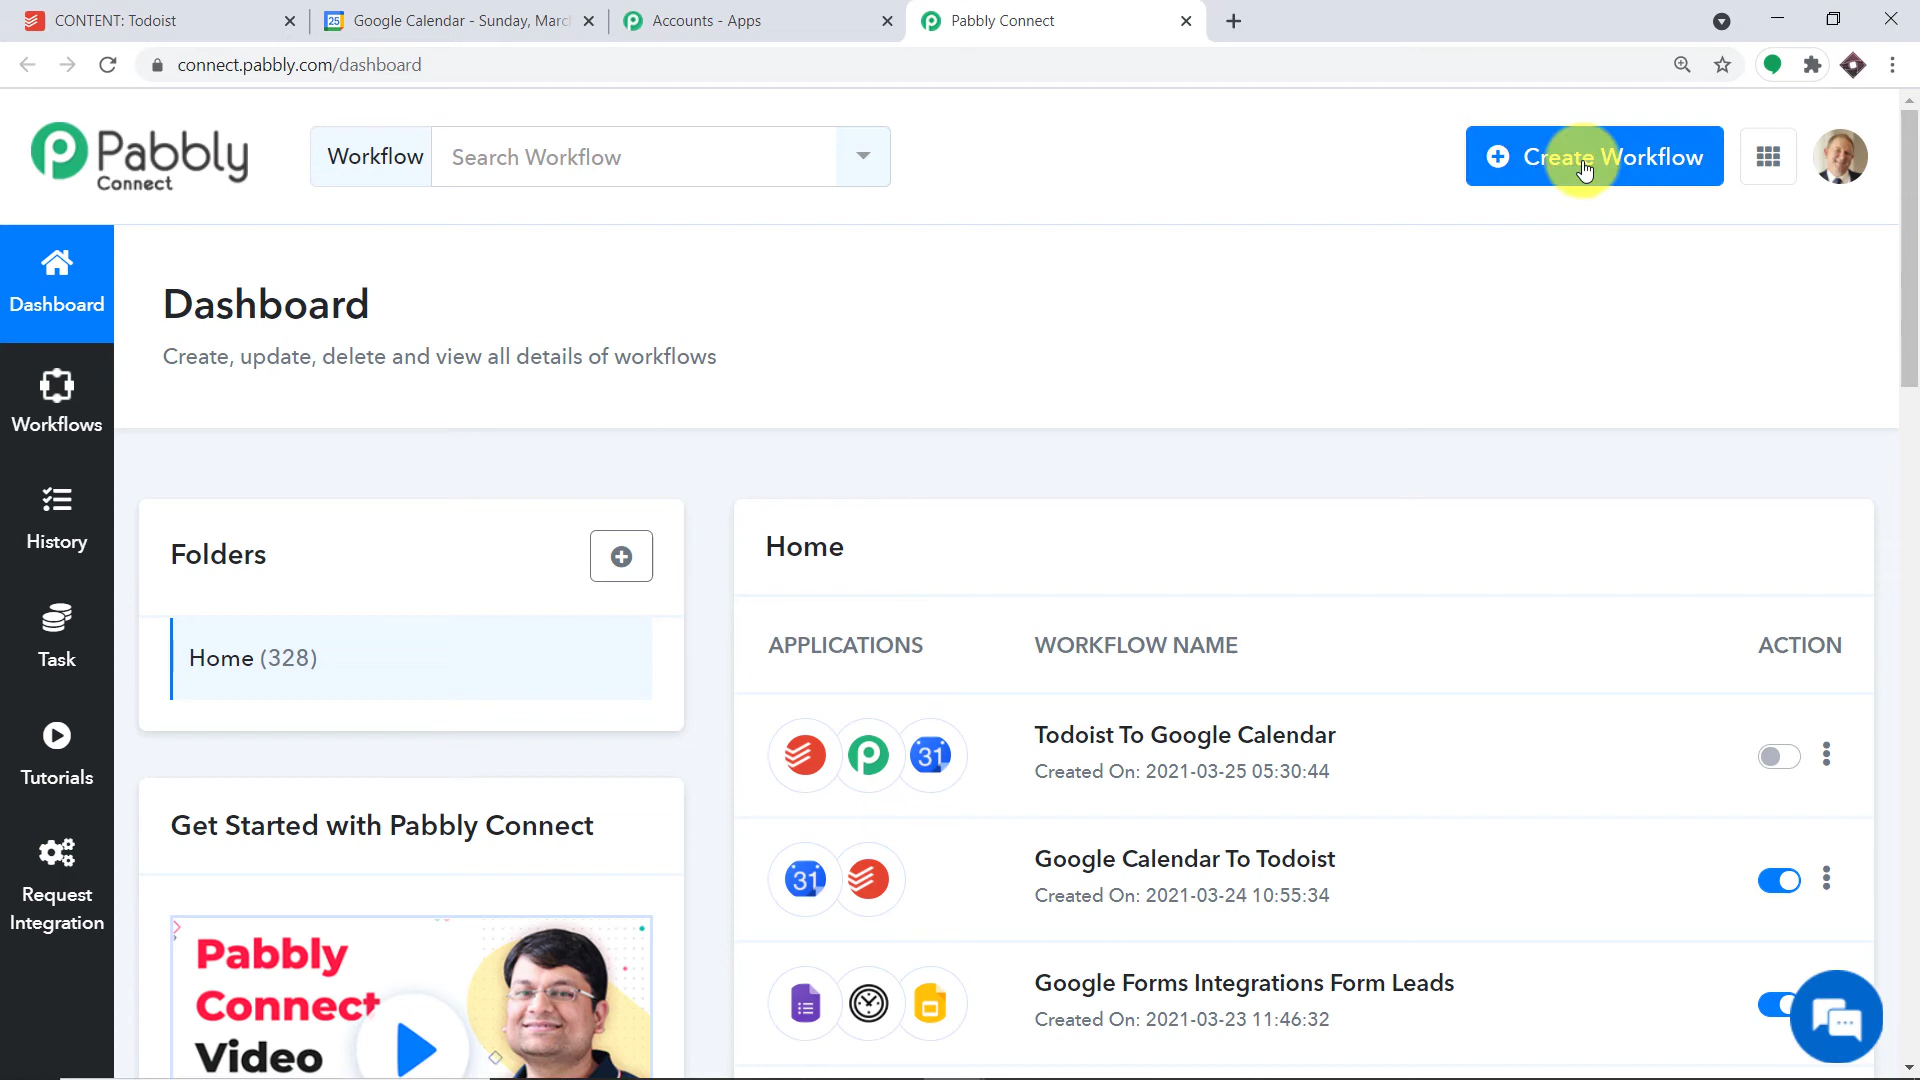 CONTENT: Todoist
Google Calendar - Sunday, Marc
Accounts - Apps
Pabbly Connect
connect.pabbly.com/dashboard
Pabbly
Connect
Workflow
Search Workflow
Create Workflow
Dashboard
Workflows
History
Task
Tutorials
Request
Integration
Dashboard
Create, update, delete and view all details of workflows
Folders
Home (328)
Get Started with Pabbly Connect
Pabbly
Connect
Video
Home
APPLICATIONS
WORKFLOW NAME
ACTION
31
Todoist To Google Calendar
Created On: 2021-03-25 05:30:44
31
Google Calendar To Todoist
Created On: 2021-03-24 10:55:34
Google Forms Integrations Form Leads
Created On: 2021-03-23 11:46:32